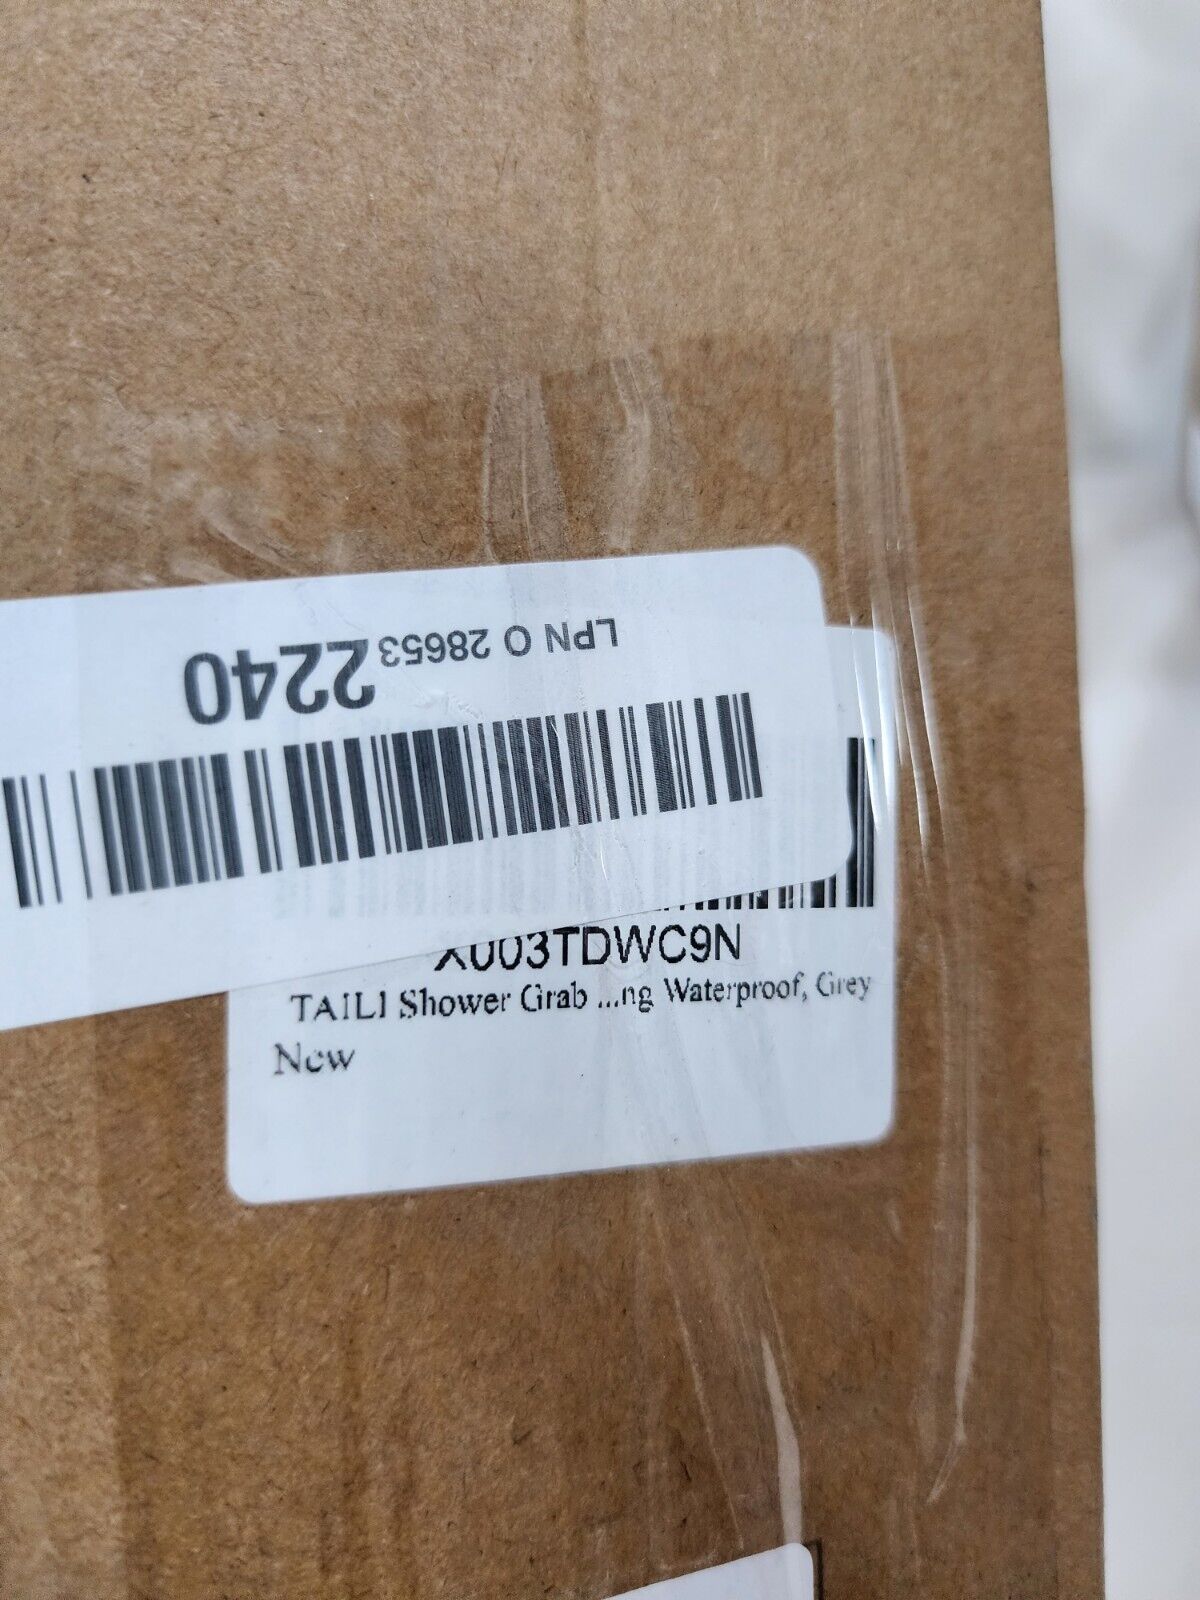 LPN O 28653 2240
X003TDWC9N
TAILI Shower Grab ...ng Waterproof, Grey
New